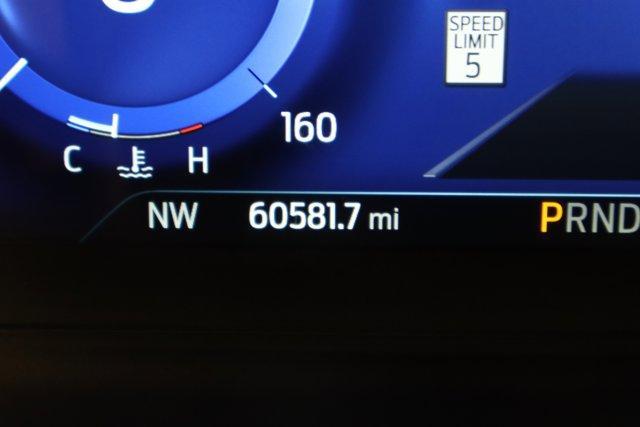 SPEED
LIMIT
5
160
C H
NW 60581.7 mi PRND